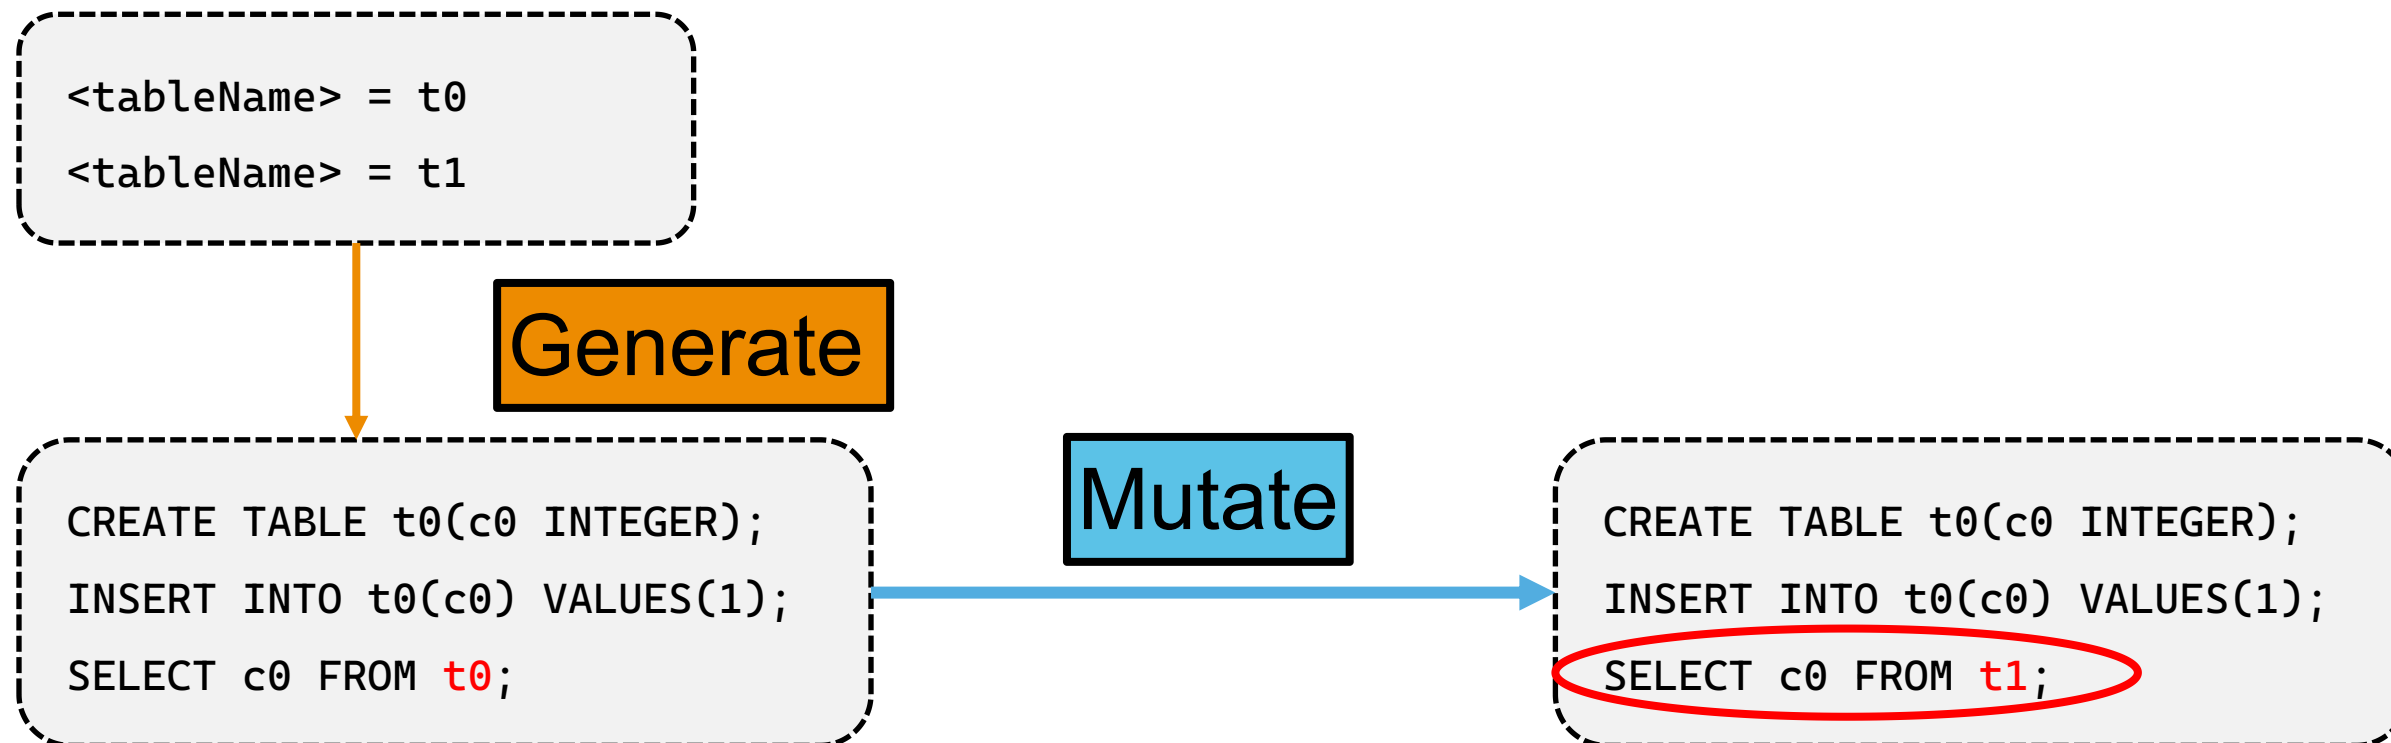 <tableName> = t0
<tableName> = t1
Generate
CREATE TABLE t0(c0 INTEGER);
INSERT INTO t0(c0) VALUES(1);
SELECT c0 FROM t0;
Mutate
CREATE TABLE t0(c0 INTEGER);
INSERT INTO t0(c0) VALUES(1);
SELECT c0 FROM t1;